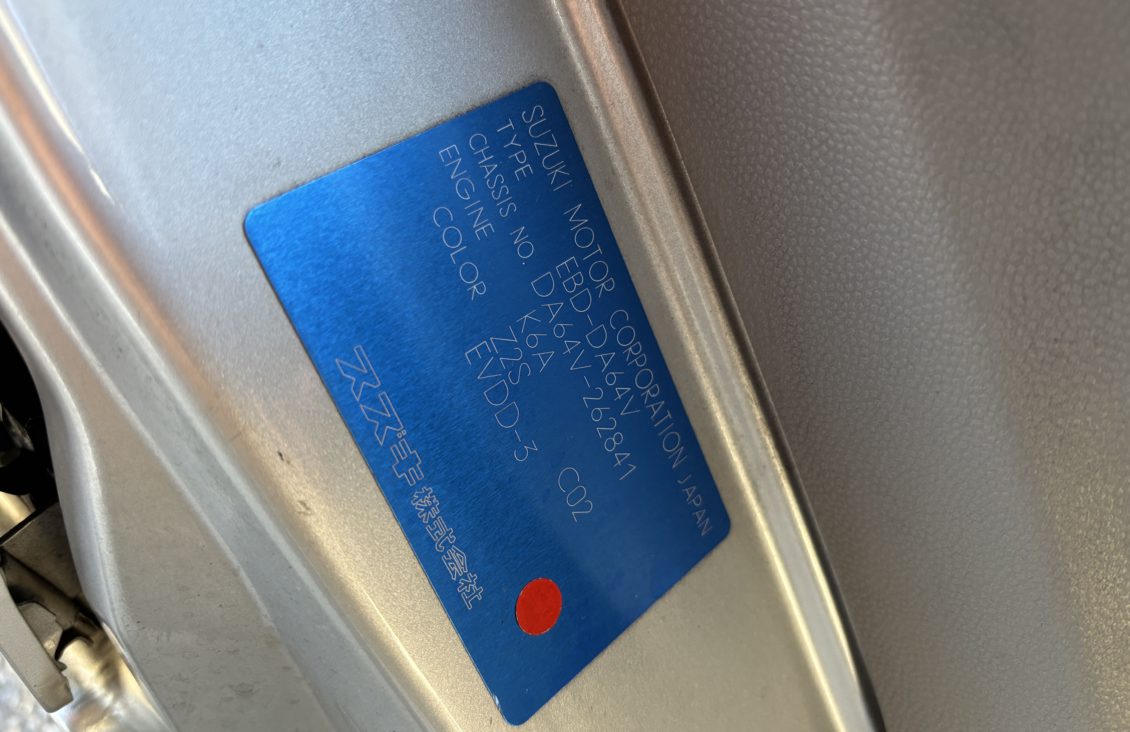 SUZUKI MOTOR CORPORATION JAPAN
TYPE EBD-DA64V
CHASSIS NO. DA64V-262841
ENGINE K6A C02
COLOR Z2S
EVDD-3
スズキ株式会社